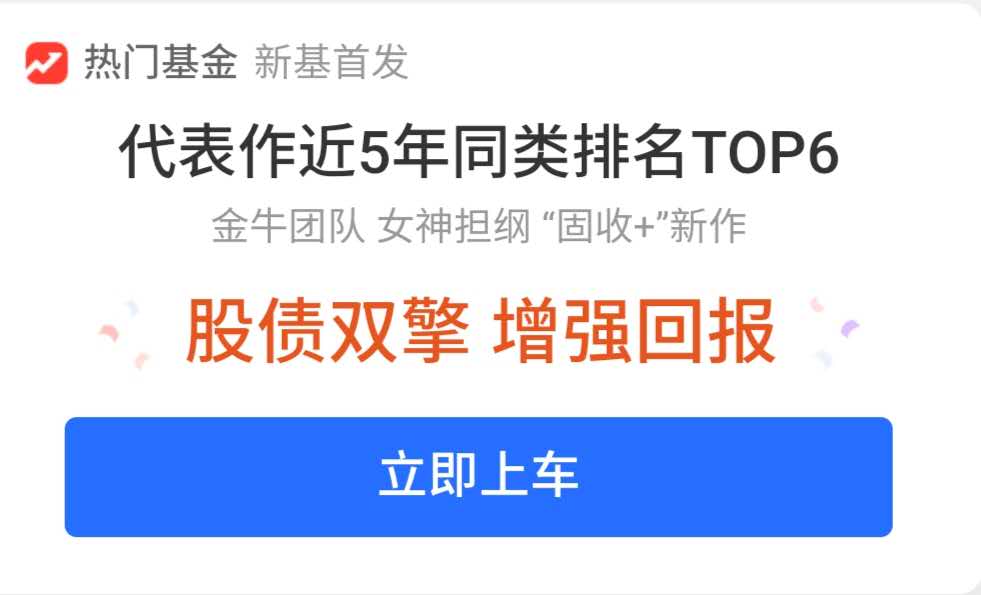 热门基金 新基首发
代表作近5年同类排名TOP6
金牛团队 女神担纲 “固收+”新作
股债双擎 增强回报
立即上车